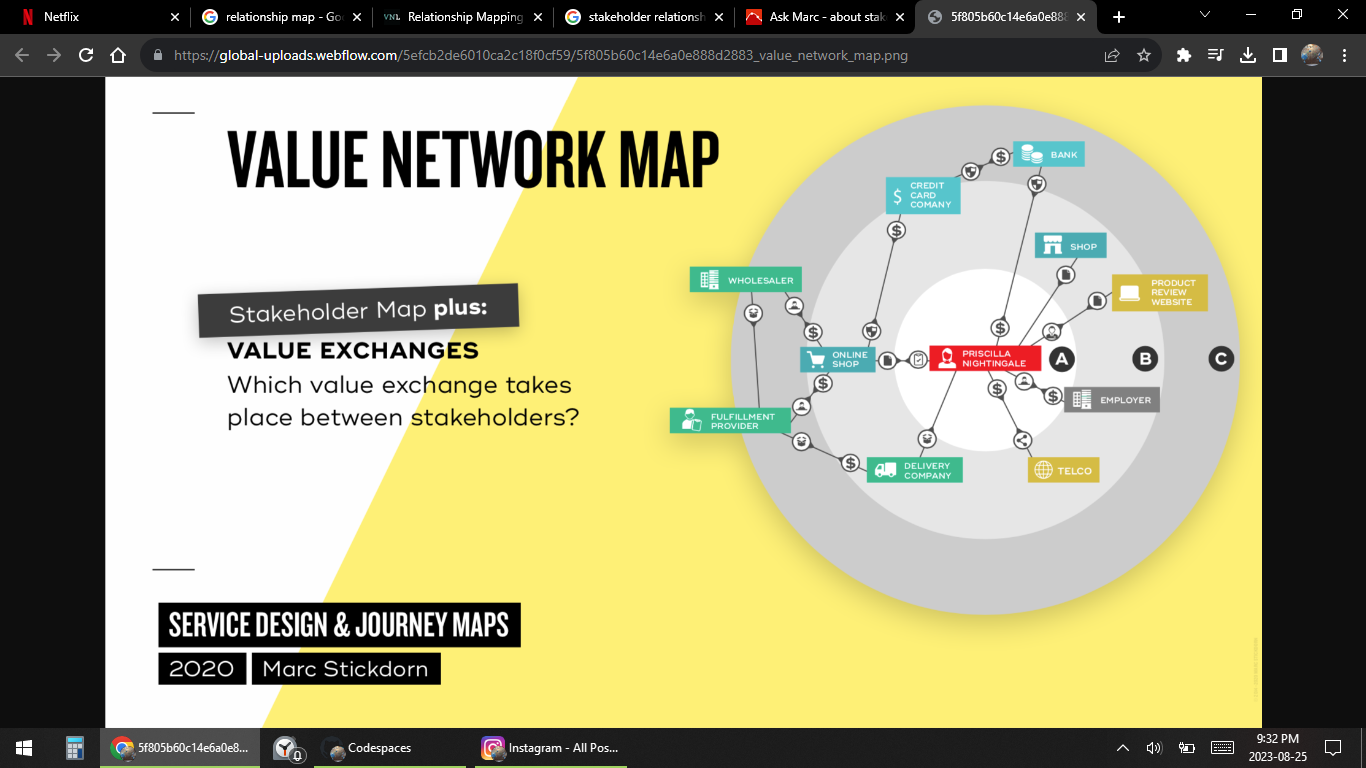 Netflix
relationship map - Goo
Relationship Mapping
stakeholder relationsh
Ask Marc - about stak
5f805b60c14e6a0e888
https://global-uploads.webflow.com/5efcb2de6010ca2c18f0cf59/5f805b60c14e6a0e888d2883_value_network_map.png
VALUE NETWORK MAP
Stakeholder Map plus:
VALUE EXCHANGES
Which value exchange takes
place between stakeholders?
SERVICE DESIGN & JOURNEY MAPS
2020
Marc Stickdorn
BANK
CREDIT
CARD
COMANY
SHOP
WHOLESALER
PRODUCT
REVIEW
WEBSITE
ONLINE
SHOP
PRISCILLA
NIGHTINGALE
A
B
C
EMPLOYER
FULFILLMENT
PROVIDER
DELIVERY
COMPANY
TELCO
5f805b60c14e6a0e8...
0
Codespaces
Instagram - All Pos...
9:32 PM
2023-08-25